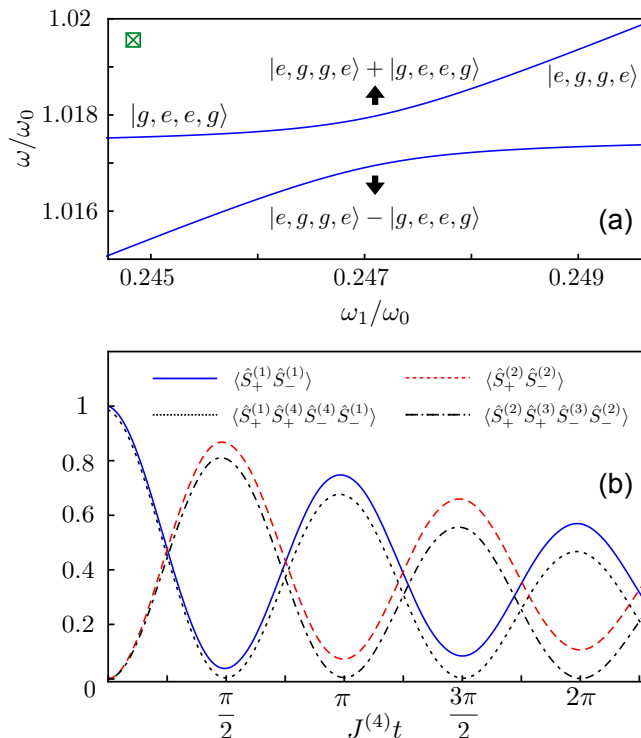 1.02
|e, g, g, e⟩ + |g, e, e, g⟩
|e, g, g, e⟩
|g, e, e, g⟩
1.018
ω/ω₀
1.016
|e, g, g, e⟩ − |g, e, e, g⟩
(a)
0.245 0.247 0.249
ω₁/ω₀
1
⟨Ŝ₊⁽¹⁾Ŝ₋⁽¹⁾⟩ ⟨Ŝ₊⁽²⁾Ŝ₋⁽²⁾⟩
⟨Ŝ₊⁽¹⁾Ŝ₊⁽⁴⁾Ŝ₋⁽⁴⁾Ŝ₋⁽¹⁾⟩ ⟨Ŝ₊⁽²⁾Ŝ₊⁽³⁾Ŝ₋⁽³⁾Ŝ₋⁽²⁾⟩
0.8
(b)
0.6
0.4
0.2
0
π/2 π 3π/2 2π
J⁽⁴⁾t